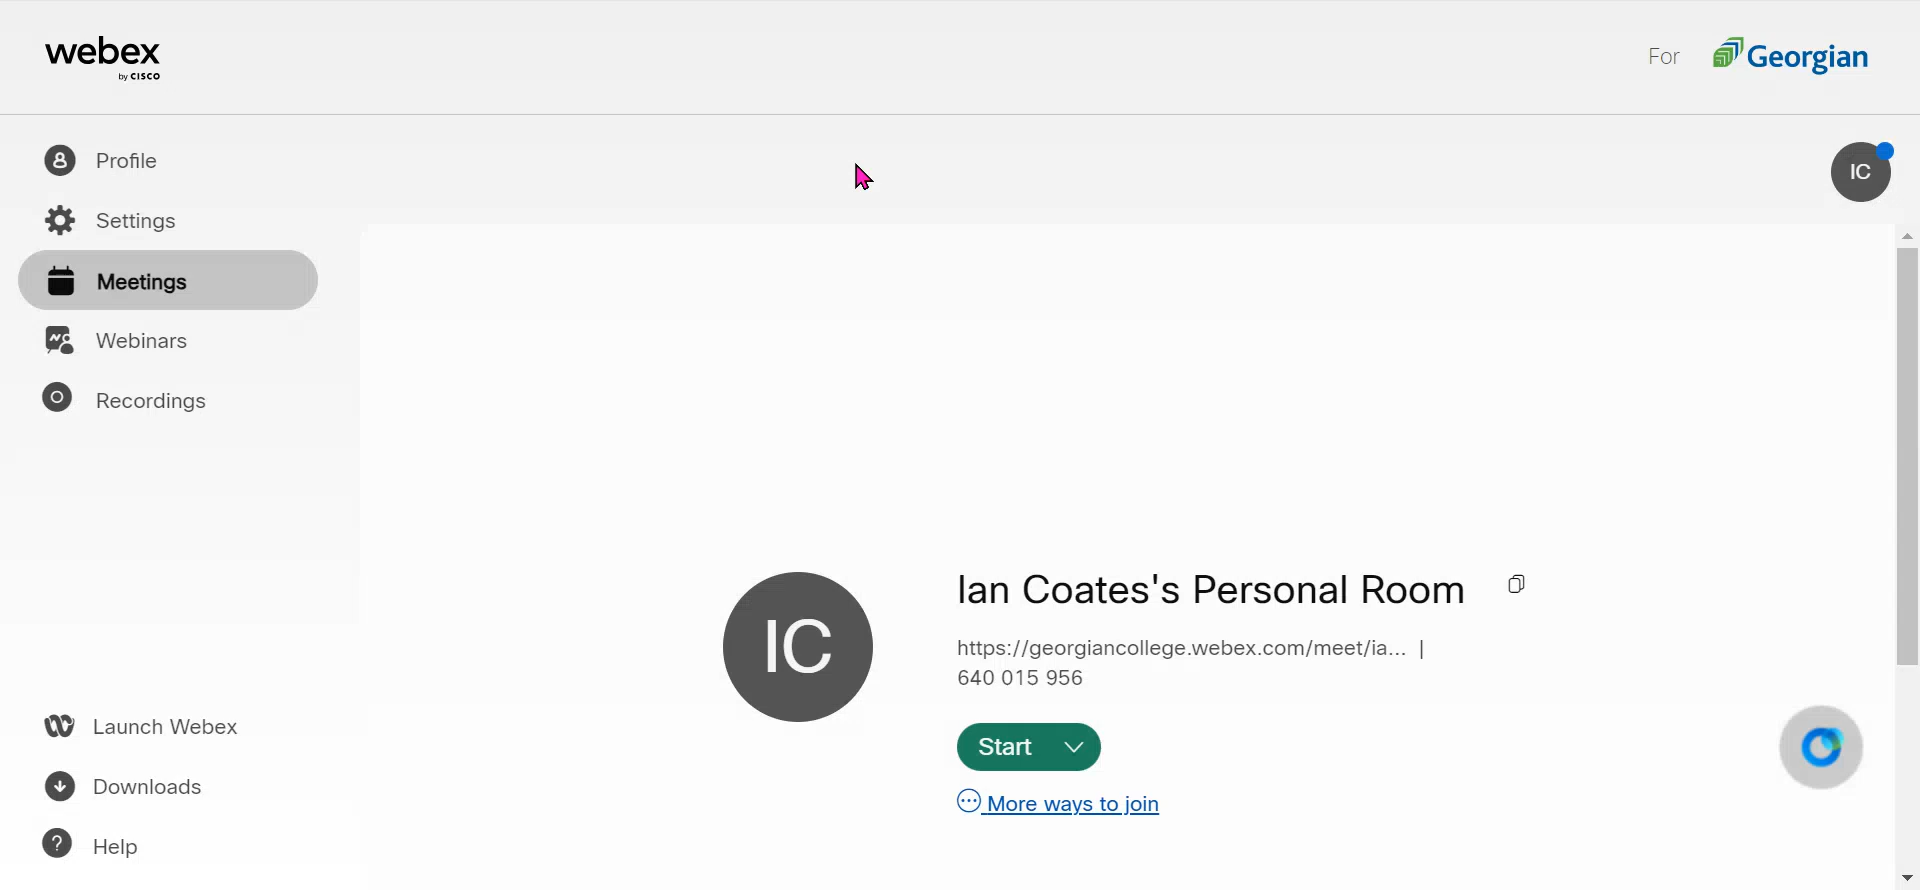 webex
by CISCO
For Georgian
Profile
IC
Settings
Meetings
Webinars
Recordings
Ian Coates's Personal Room
IC
https://georgiancollege.webex.com/meet/ia... |
640 015 956
Start
More ways to join
Launch Webex
Downloads
Help